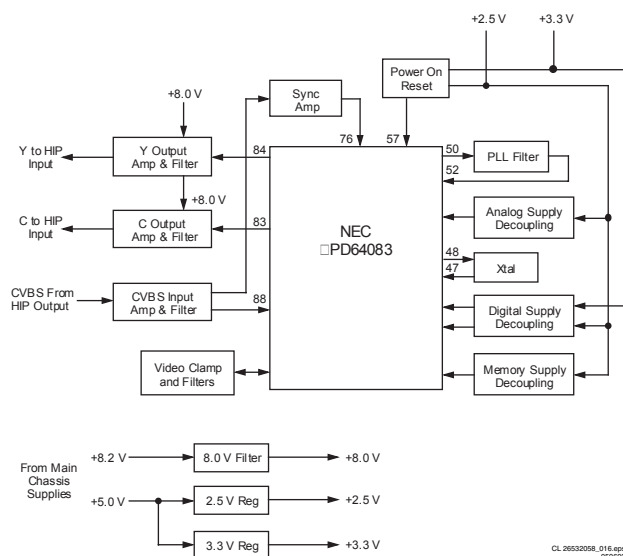 +2.5 V
+3.3 V
Power On
Reset
Sync
Amp
+8.0 V
76
57
Y to HIP
Input
Y Output
Amp & Filter
84
50
PLL Filter
52
+8.0 V
C to HIP
Input
C Output
Amp & Filter
83
NEC
□PD64083
Analog Supply
Decoupling
48
47
Xtal
CVBS From
HIP Output
CVBS Input
Amp & Filter
88
Digital Supply
Decoupling
Video Clamp
and Filters
Memory Supply
Decoupling
From Main
Chassis
Supplies
+8.2 V
8.0 V Filter
+8.0 V
+5.0 V
2.5 V Reg
+2.5 V
3.3 V Reg
+3.3 V
CL 26532058_016.eps